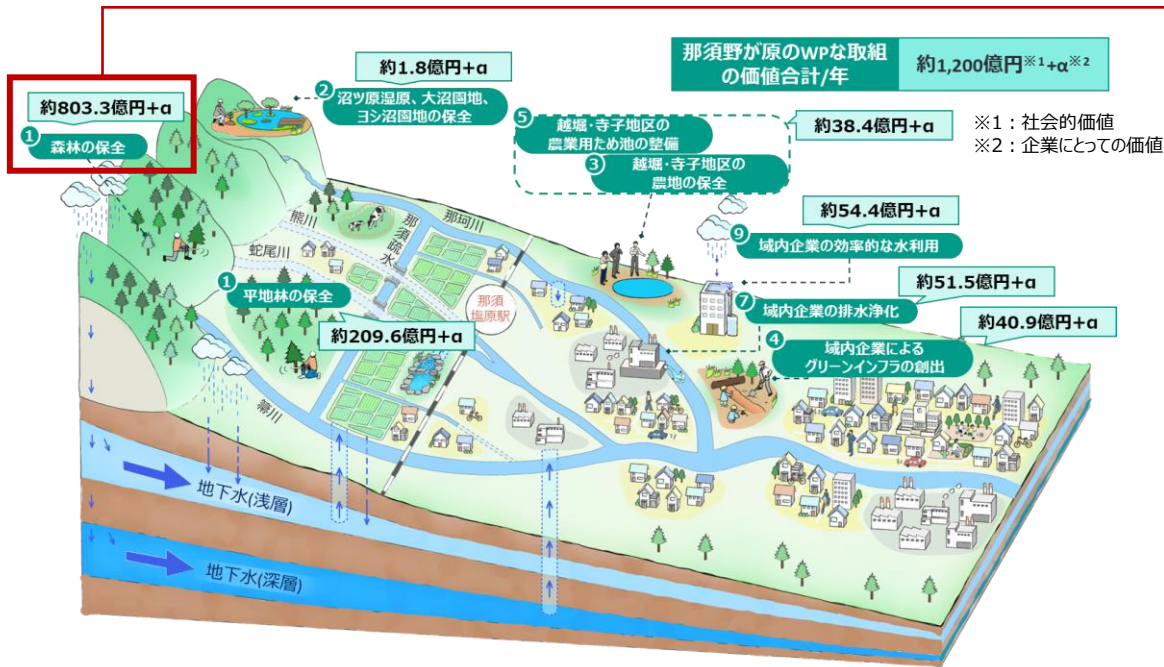 那須野が原のWPな取組
の価値合計/年
約1,200億円※1+α※2
※1：社会的価値
※2：企業にとっての価値
約803.3億円+α
1 森林の保全
約1.8億円+α
2 沼ッ原湿原、大沼園地、
ヨシ沼園地の保全
5 越堀・寺子地区の
農業用ため池の整備
3 越堀・寺子地区の
農地の保全
約38.4億円+α
約54.4億円+α
9 域内企業の効率的な水利用
約51.5億円+α
7 域内企業の排水浄化
約40.9億円+α
4 域内企業による
グリーンインフラの創出
熊川
那珂川
那須疏水
蛇尾川
1 平地林の保全
約209.6億円+α
那須
塩原駅
箒川
地下水(浅層)
地下水(深層)